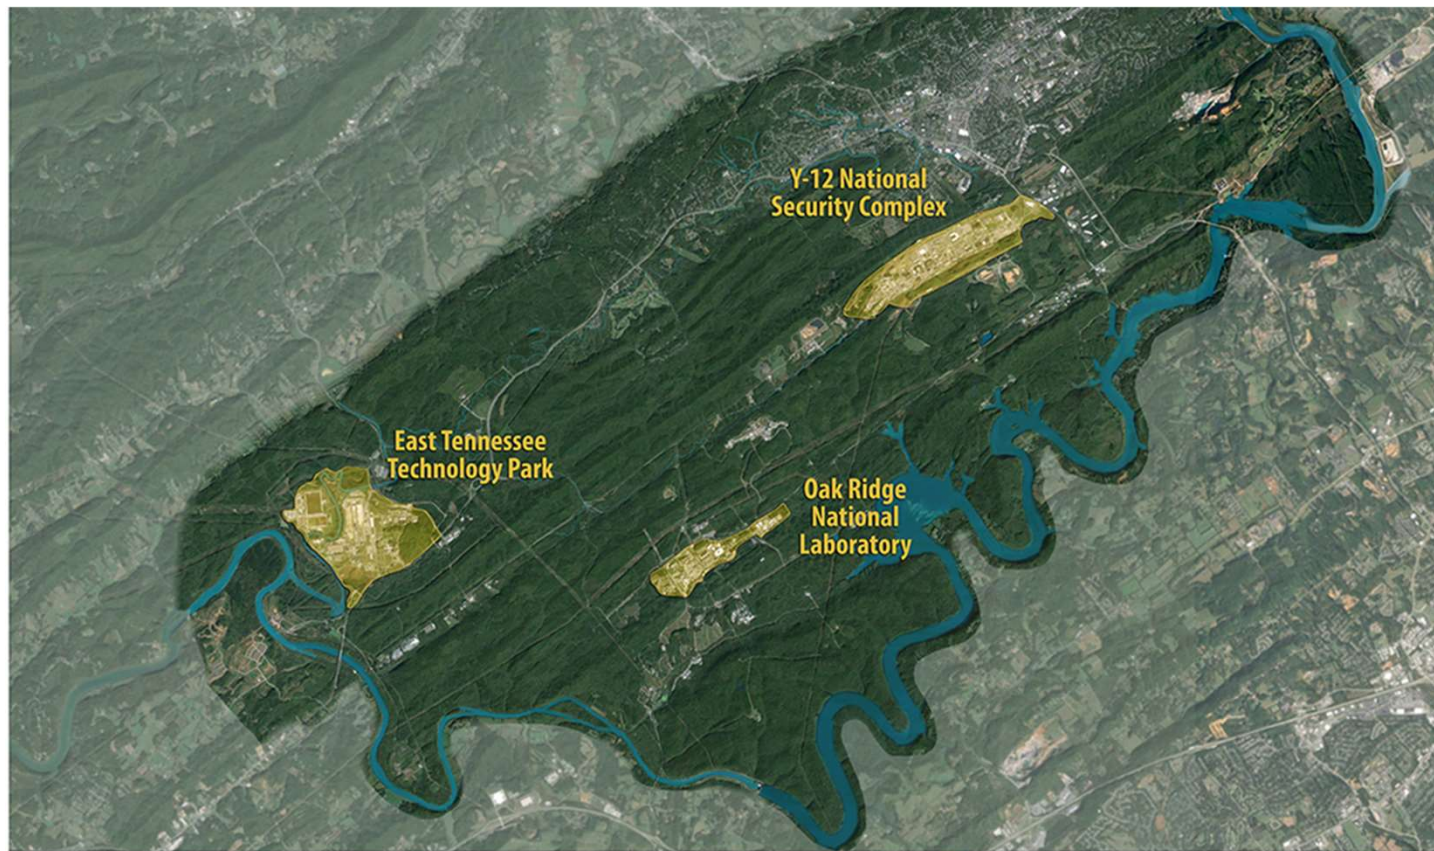 Y-12 National
Security Complex
East Tennessee
Technology Park
Oak Ridge
National
Laboratory